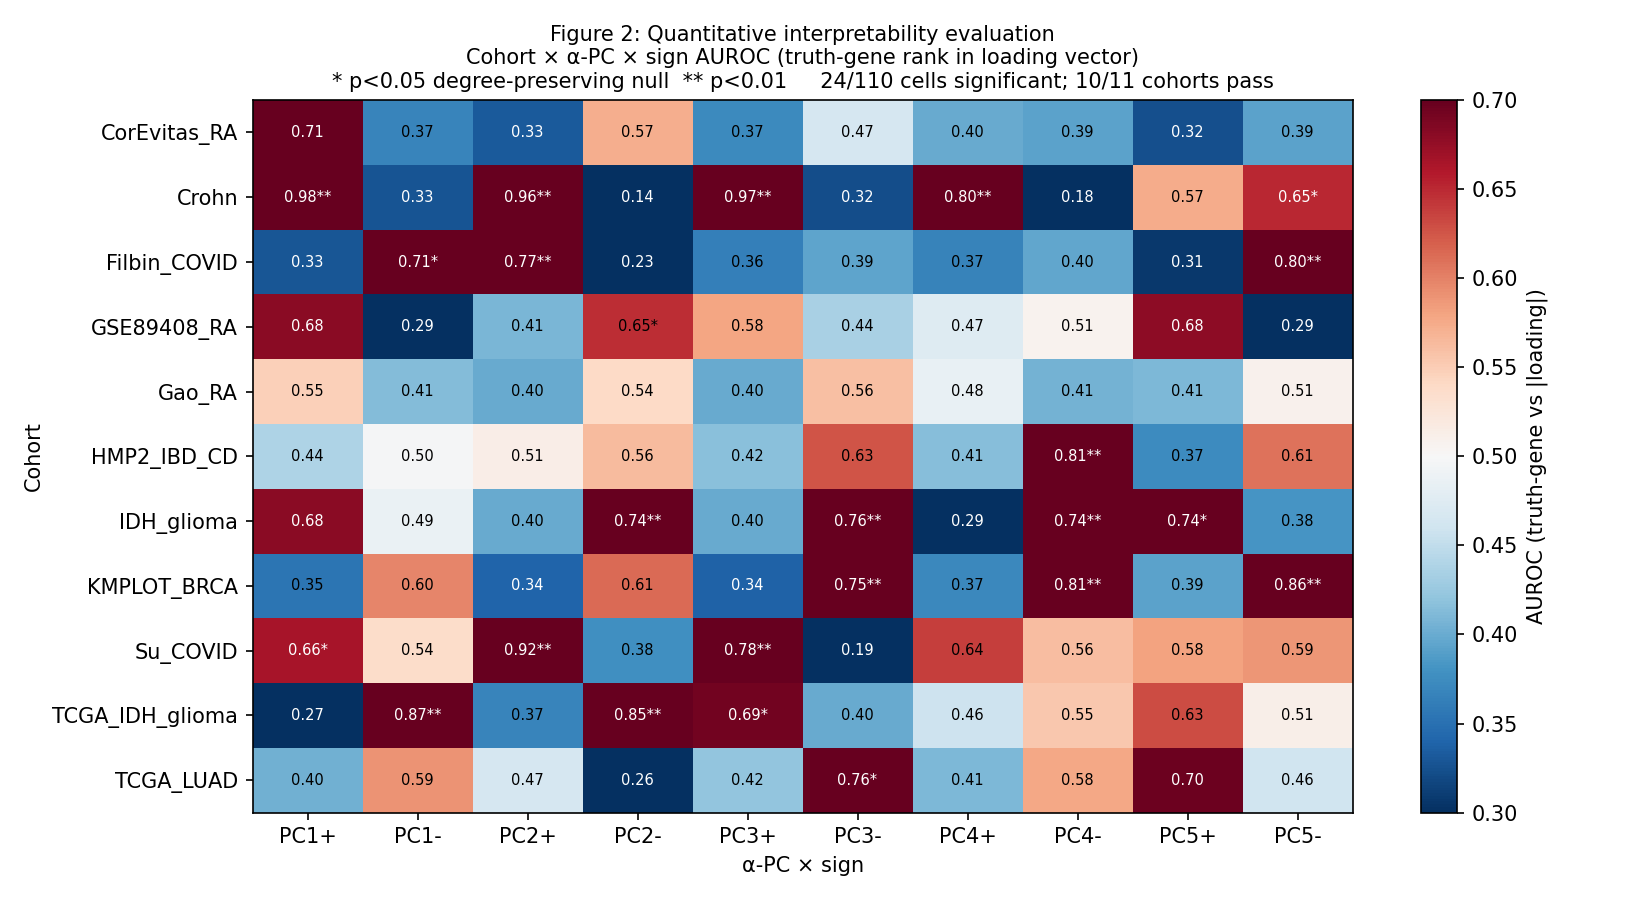 Figure 2: Quantitative interpretability evaluation
Cohort × α-PC × sign AUROC (truth-gene rank in loading vector)
* p<0.05 degree-preserving null  ** p<0.01     24/110 cells significant; 10/11 cohorts pass
Cohort
CorEvitas_RA 0.71 0.37 0.33 0.57 0.37 0.47 0.40 0.39 0.32 0.39
Crohn 0.98** 0.33 0.96** 0.14 0.97** 0.32 0.80** 0.18 0.57 0.65*
Filbin_COVID 0.33 0.71* 0.77** 0.23 0.36 0.39 0.37 0.40 0.31 0.80**
GSE89408_RA 0.68 0.29 0.41 0.65* 0.58 0.44 0.47 0.51 0.68 0.29
Gao_RA 0.55 0.41 0.40 0.54 0.40 0.56 0.48 0.41 0.41 0.51
HMP2_IBD_CD 0.44 0.50 0.51 0.56 0.42 0.63 0.41 0.81** 0.37 0.61
IDH_glioma 0.68 0.49 0.40 0.74** 0.40 0.76** 0.29 0.74** 0.74* 0.38
KMPLOT_BRCA 0.35 0.60 0.34 0.61 0.34 0.75** 0.37 0.81** 0.39 0.86**
Su_COVID 0.66* 0.54 0.92** 0.38 0.78** 0.19 0.64 0.56 0.58 0.59
TCGA_IDH_glioma 0.27 0.87** 0.37 0.85** 0.69* 0.40 0.46 0.55 0.63 0.51
TCGA_LUAD 0.40 0.59 0.47 0.26 0.42 0.76* 0.41 0.58 0.70 0.46
PC1+ PC1- PC2+ PC2- PC3+ PC3- PC4+ PC4- PC5+ PC5-
α-PC × sign
0.70
0.65
0.60
0.55
0.50
0.45
0.40
0.35
0.30
AUROC (truth-gene vs |loading|)